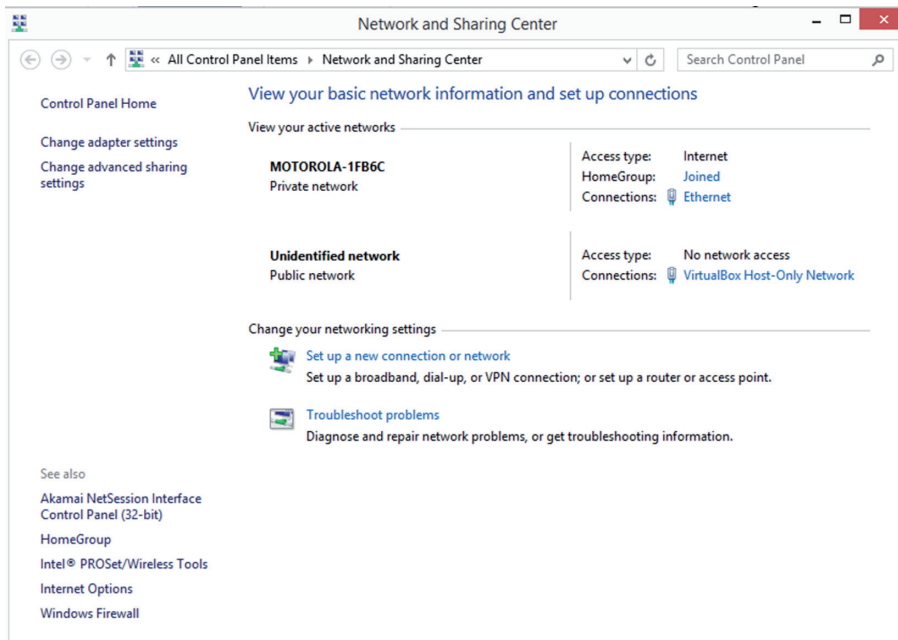 Network and Sharing Center
All Control Panel Items
Network and Sharing Center
Search Control Panel
Control Panel Home
Change adapter settings
Change advanced sharing
settings
View your basic network information and set up connections
View your active networks
MOTOROLA-1FB6C
Private network
Access type: Internet
HomeGroup: Joined
Connections: Ethernet
Unidentified network
Public network
Access type: No network access
Connections: VirtualBox Host-Only Network
Change your networking settings
Set up a new connection or network
Set up a broadband, dial-up, or VPN connection; or set up a router or access point.
Troubleshoot problems
Diagnose and repair network problems, or get troubleshooting information.
See also
Akamai NetSession Interface
Control Panel (32-bit)
HomeGroup
Intel® PROSet/Wireless Tools
Internet Options
Windows Firewall